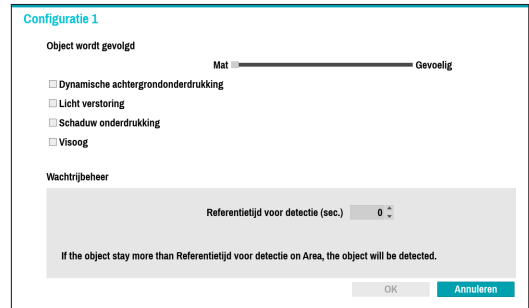 Configuratie 1
Object wordt gevolgd
Mat Gevoelig
Dynamische achtergrondonderdrukking
Licht verstoring
Schaduw onderdrukking
Visoog
Wachtrijbeheer
Referentietijd voor detectie (sec.) 0
If the object stay more than Referentietijd voor detectie on Area, the object will be detected.
OK Annuleren